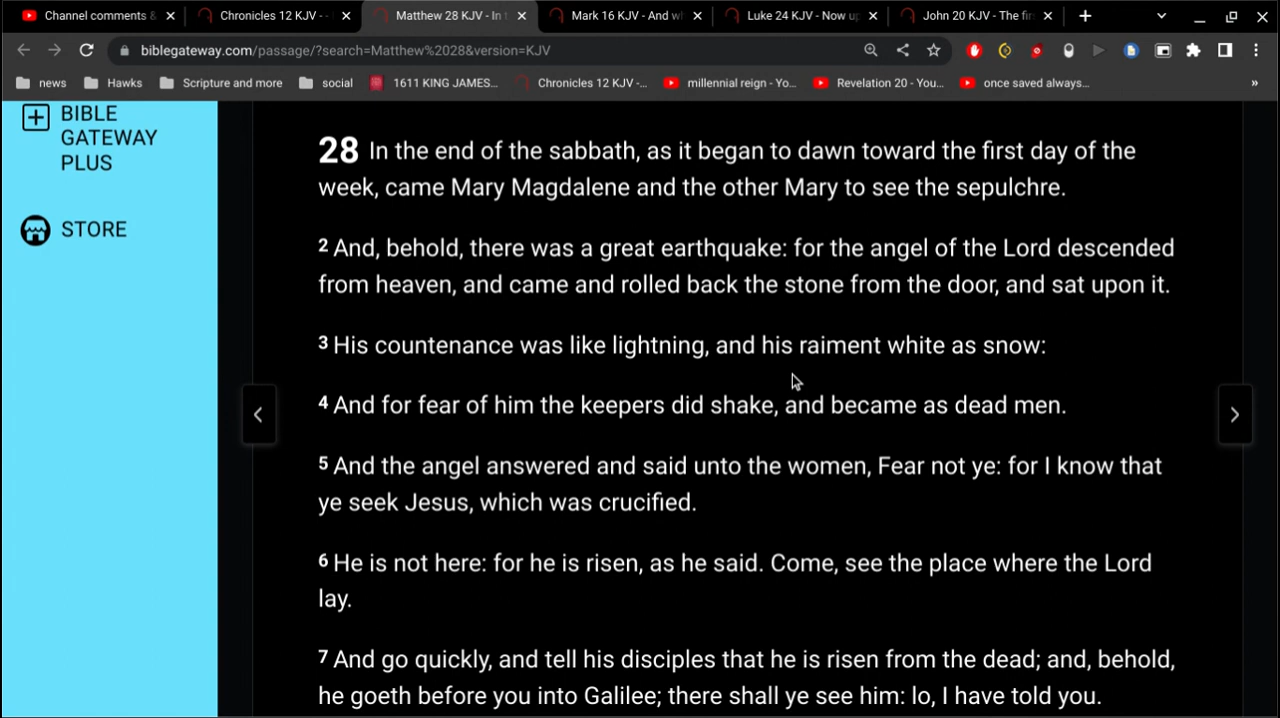 Channel comments &
Chronicles 12 KJV - -
Matthew 28 KJV - In t
Mark 16 KJV - And wh
Luke 24 KJV - Now up
John 20 KJV - The fir
biblegateway.com/passage/?search=Matthew%2028&version=KJV
news
Hawks
Scripture and more
social
1611 KING JAMES...
Chronicles 12 KJV -...
millennial reign - Yo...
Revelation 20 - You...
once saved always...
»
BIBLE
GATEWAY
PLUS
STORE
28 In the end of the sabbath, as it began to dawn toward the first day of the
week, came Mary Magdalene and the other Mary to see the sepulchre.
2 And, behold, there was a great earthquake: for the angel of the Lord descended
from heaven, and came and rolled back the stone from the door, and sat upon it.
3 His countenance was like lightning, and his raiment white as snow:
4 And for fear of him the keepers did shake, and became as dead men.
5 And the angel answered and said unto the women, Fear not ye: for I know that
ye seek Jesus, which was crucified.
6 He is not here: for he is risen, as he said. Come, see the place where the Lord
lay.
7 And go quickly, and tell his disciples that he is risen from the dead; and, behold,
he goeth before you into Galilee; there shall ye see him: lo, I have told you.